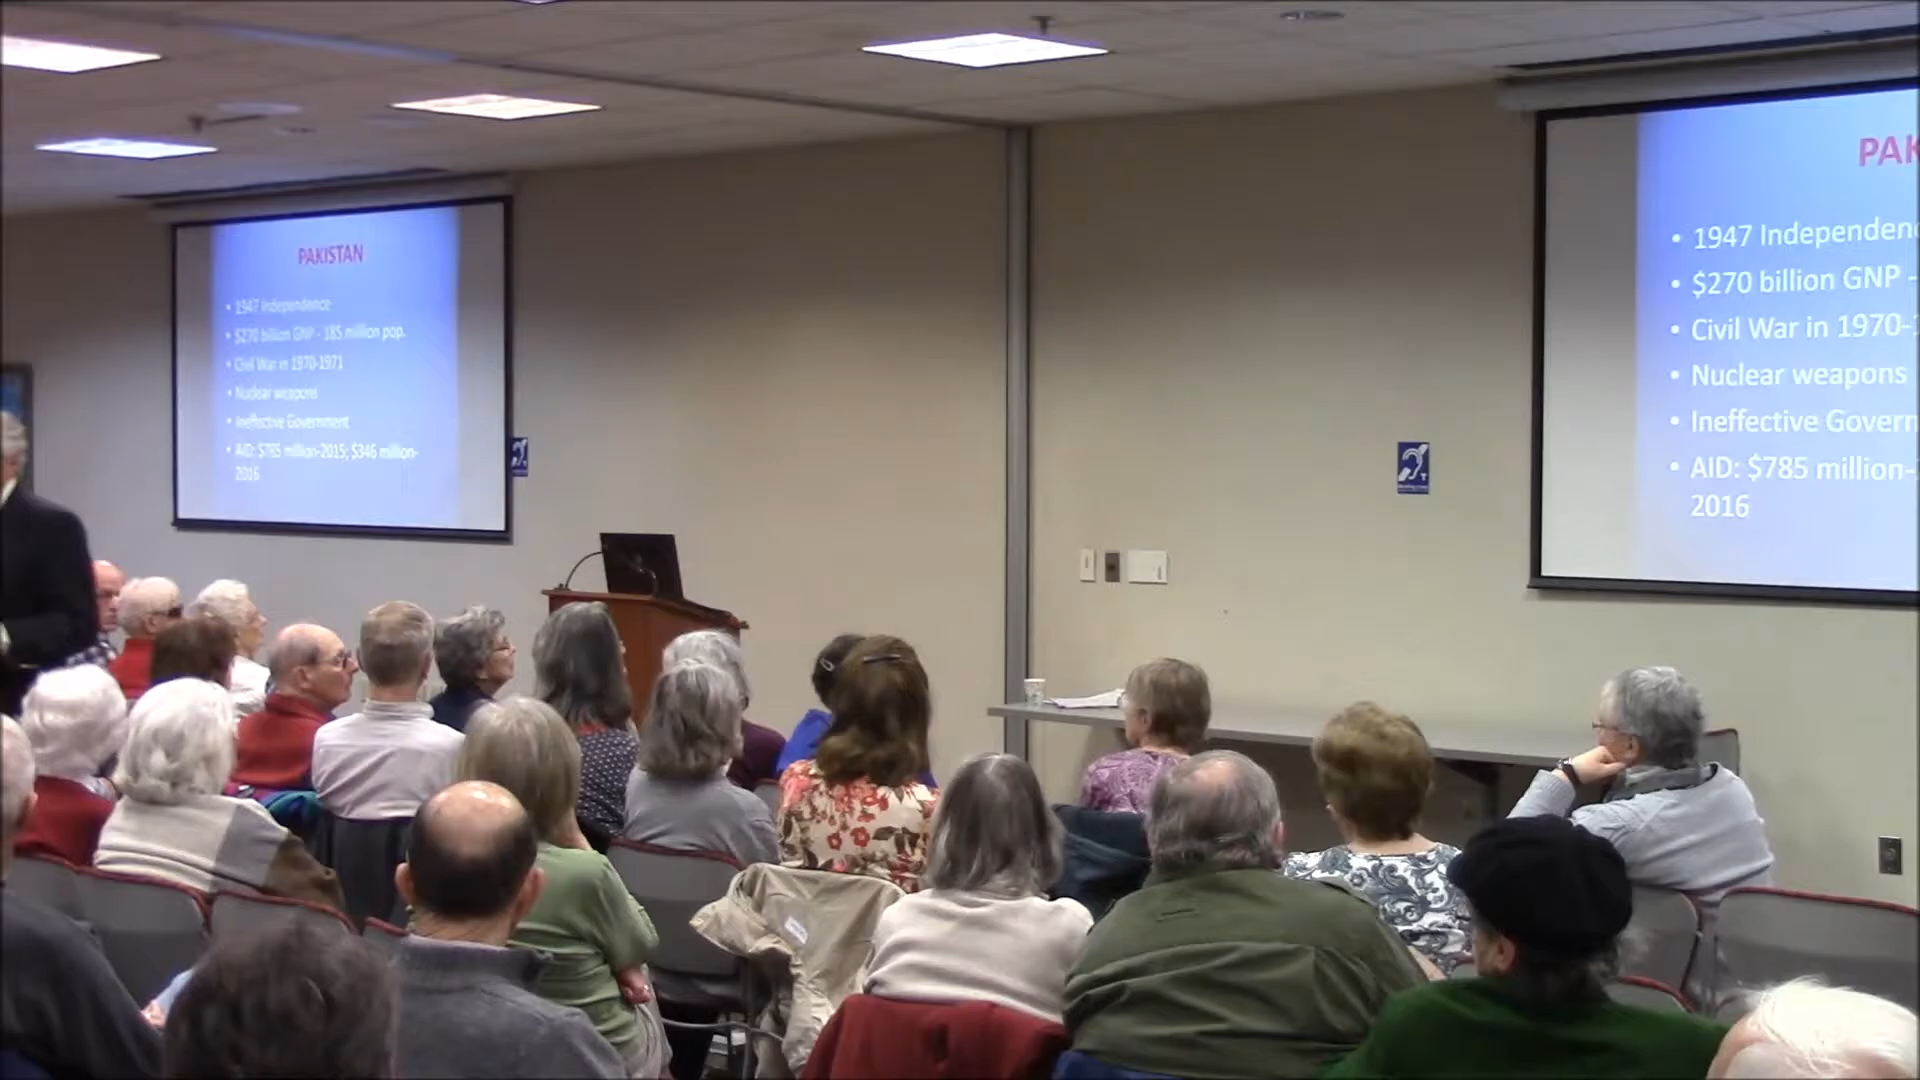 PAKISTAN
• 1947 Independence
• $270 billion GNP - 185 million pop.
• Civil War in 1970-1971
• Nuclear weapons
• Ineffective Government
• AID: $785 million-2015; $346 million-
2016
PAK
• 1947 Independenc
• $270 billion GNP -
• Civil War in 1970-1
• Nuclear weapons
• Ineffective Govern
• AID: $785 million-
2016